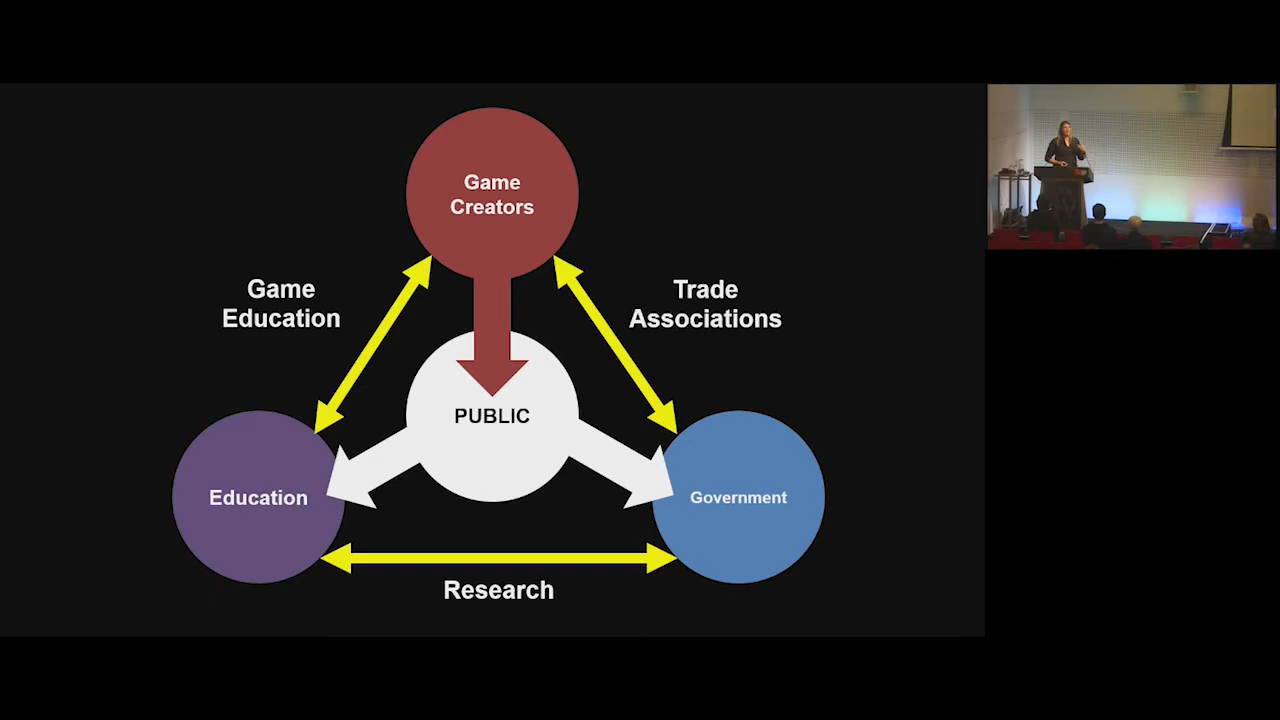 Game
Creators
Game
Education
Trade
Associations
PUBLIC
Education
Government
Research